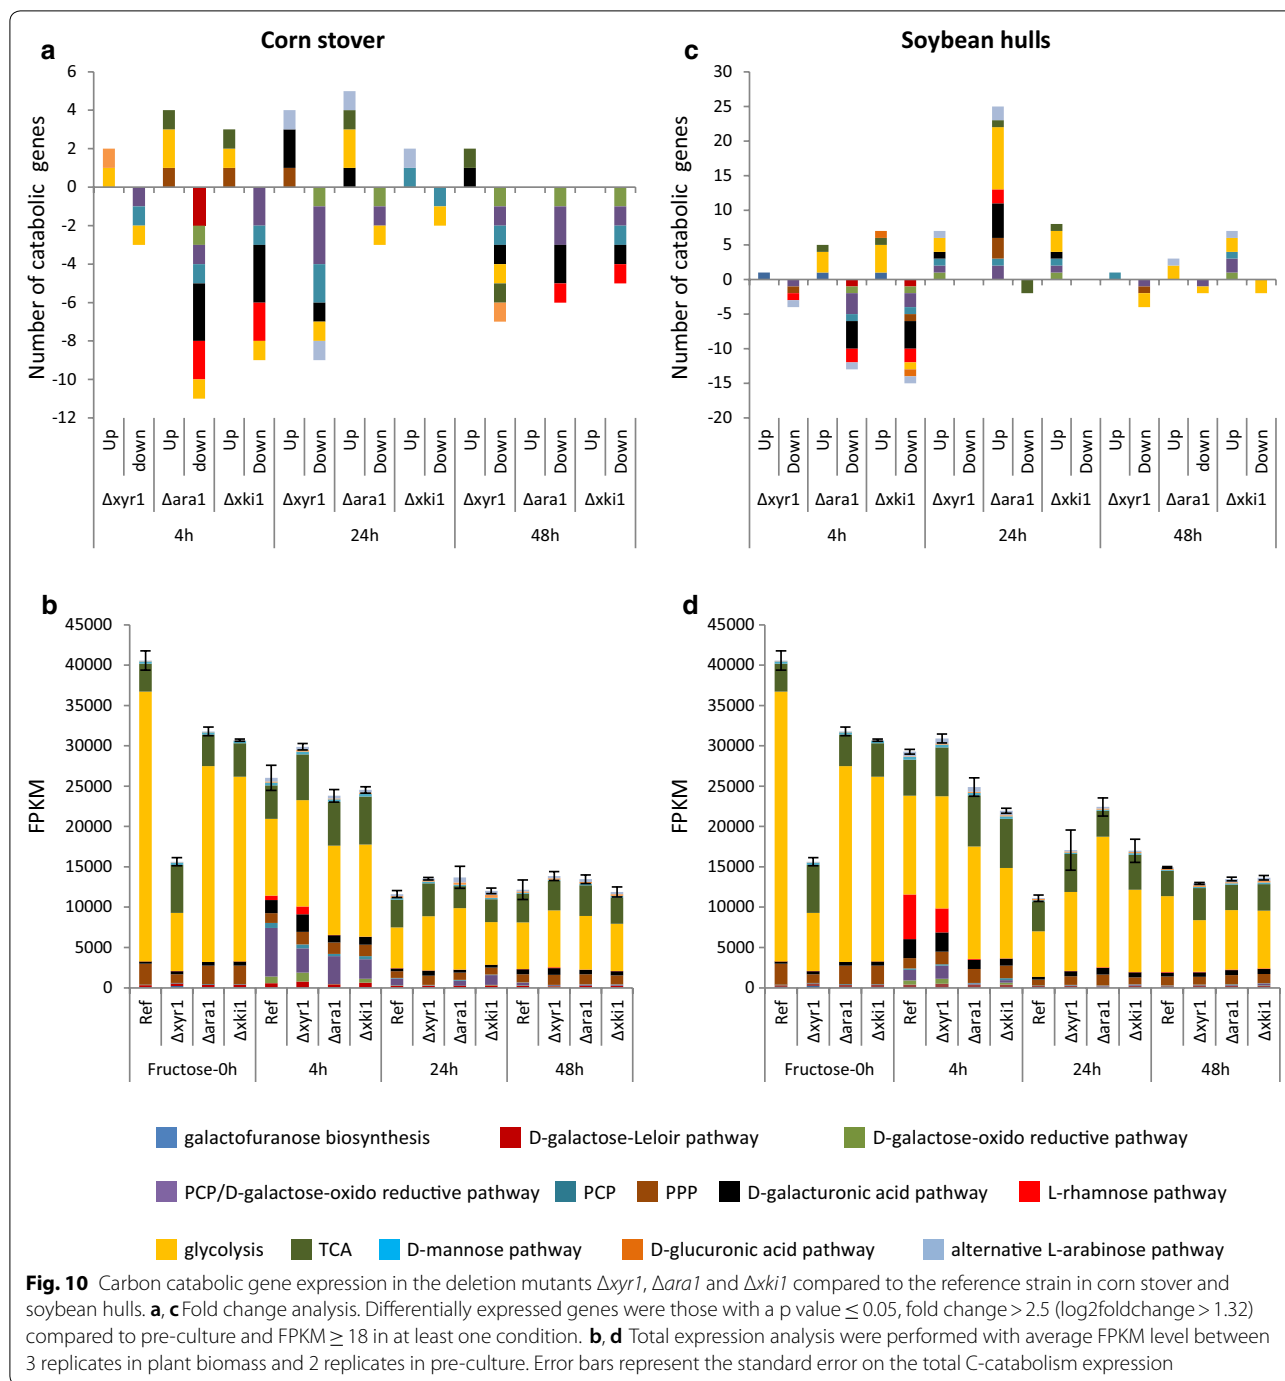 a
Corn stover
Number of catabolic genes
6
4
2
0
-2
-4
-6
-8
-10
-12
Up
down
Up
down
Up
Down
Up
Down
Up
Down
Up
Down
Up
Down
Up
Down
Up
Down
Δxyr1
Δara1
Δxki1
Δxyr1
Δara1
Δxki1
Δxyr1
Δara1
Δxki1
4h
24h
48h
c
Soybean hulls
Number of catabolic genes
30
25
20
15
10
5
0
-5
-10
-15
-20
Up
Down
Up
Down
Up
Down
Up
Down
Up
Down
Up
Down
Up
Down
Up
down
Up
Down
Δxyr1
Δara1
Δxki1
Δxyr1
Δara1
Δxki1
Δxyr1
Δara1
Δxki1
4h
24h
48h
b
FPKM
45000
40000
35000
30000
25000
20000
15000
10000
5000
0
Ref
Δxyr1
Δara1
Δxki1
Ref
Δxyr1
Δara1
Δxki1
Ref
Δxyr1
Δara1
Δxki1
Ref
Δxyr1
Δara1
Δxki1
Fructose-0h
4h
24h
48h
d
FPKM
45000
40000
35000
30000
25000
20000
15000
10000
5000
0
Ref
Δxyr1
Δara1
Δxki1
Ref
Δxyr1
Δara1
Δxki1
Ref
Δxyr1
Δara1
Δxki1
Ref
Δxyr1
Δara1
Δxki1
Fructose-0h
4h
24h
48h
galactofuranose biosynthesis
D-galactose-Leloir pathway
D-galactose-oxido reductive pathway
PCP/D-galactose-oxido reductive pathway
PCP
PPP
D-galacturonic acid pathway
L-rhamnose pathway
glycolysis
TCA
D-mannose pathway
D-glucuronic acid pathway
alternative L-arabinose pathway
Fig. 10 Carbon catabolic gene expression in the deletion mutants Δxyr1, Δara1 and Δxki1 compared to the reference strain in corn stover and
soybean hulls. a, c Fold change analysis. Differentially expressed genes were those with a p value ≤ 0.05, fold change > 2.5 (log2foldchange > 1.32)
compared to pre-culture and FPKM ≥ 18 in at least one condition. b, d Total expression analysis were performed with average FPKM level between
3 replicates in plant biomass and 2 replicates in pre-culture. Error bars represent the standard error on the total C-catabolism expression